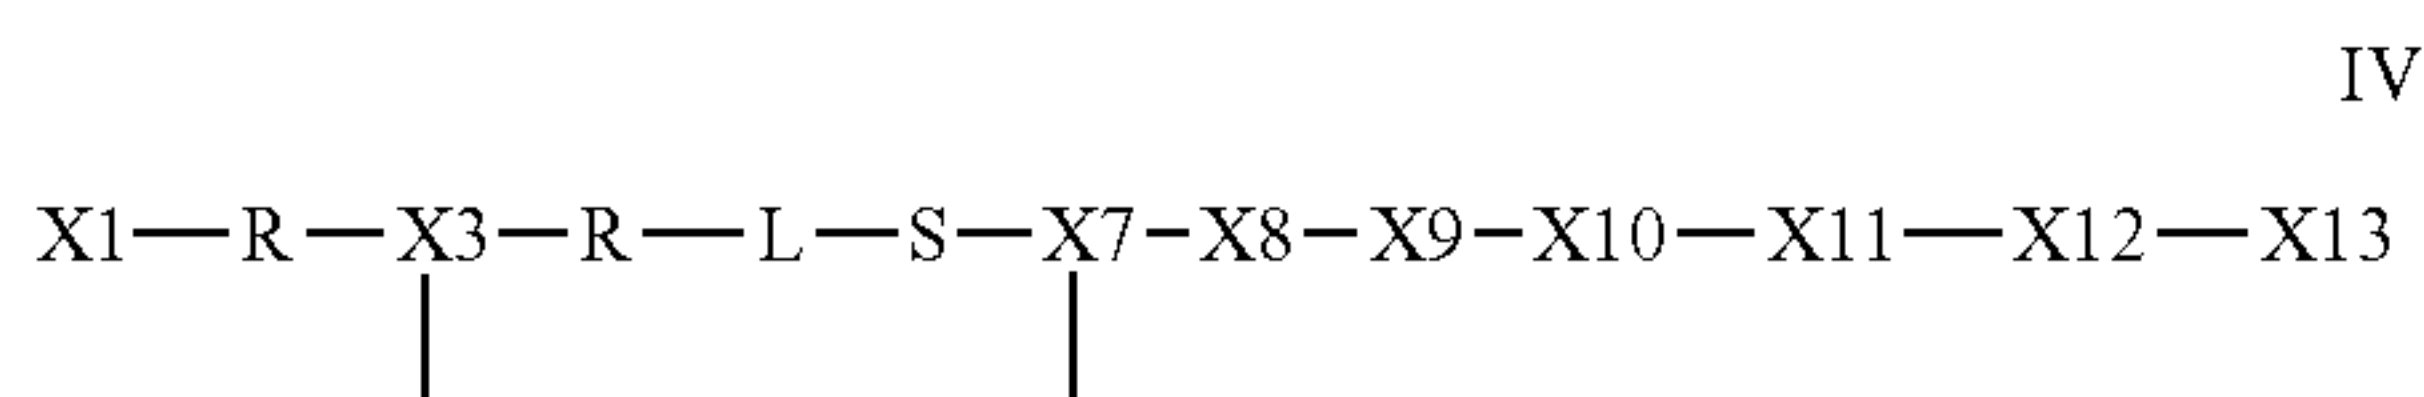 IV
X1—R—X3—R—L—S—X7—X8—X9—X10—X11—X12—X13